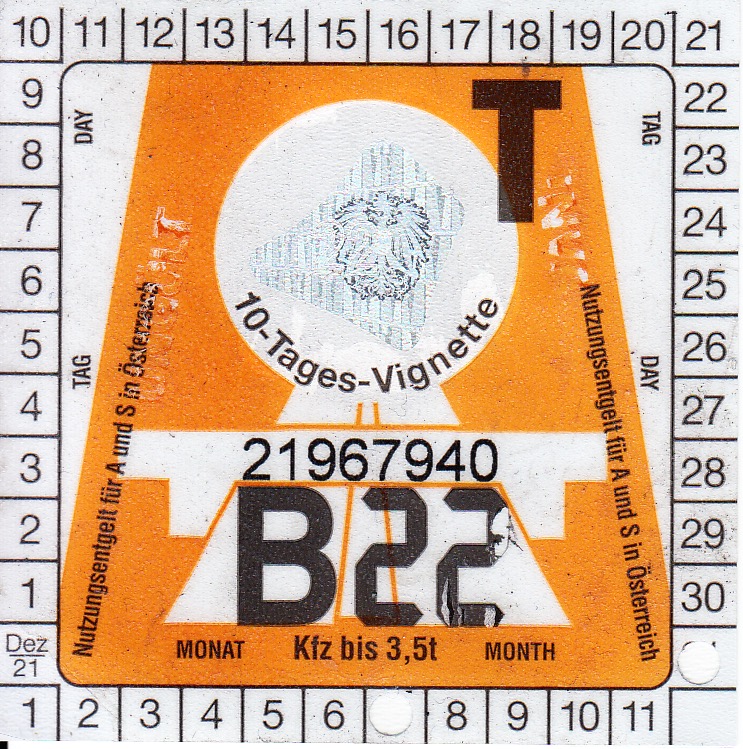 10 11 12 13 14 15 16 17 18 19 20 21
9
8
7
6
5
4
3
2
1
Dez
21
22
23
24
25
26
27
28
29
30
DAY
TAG
TAG
DAY
T
10-Tages-Vignette
Nutzungsentgelt für A und S in Österreich
Nutzungsentgelt für A und S in Österreich
21967940
B22
MONAT Kfz bis 3,5t MONTH
1 2 3 4 5 6 8 9 10 11